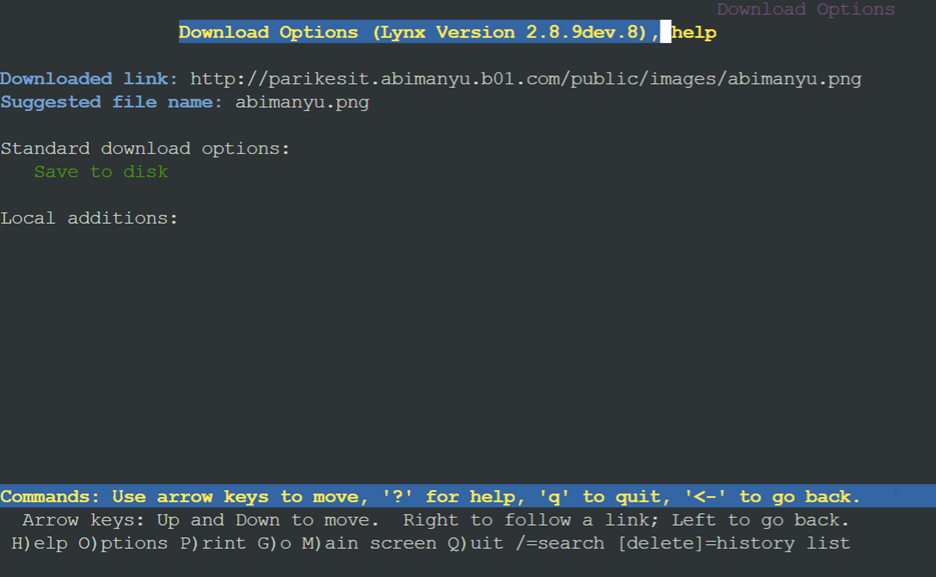 Download Options
Download Options (Lynx Version 2.8.9dev.8), help
Downloaded link: http://parikesit.abimanyu.b01.com/public/images/abimanyu.png
Suggested file name: abimanyu.png
Standard download options:
Save to disk
Local additions:
Commands: Use arrow keys to move, '?' for help, 'q' to quit, '<-' to go back.
Arrow keys: Up and Down to move.  Right to follow a link; Left to go back.
H)elp O)ptions P)rint G)o M)ain screen Q)uit /=search [delete]=history list